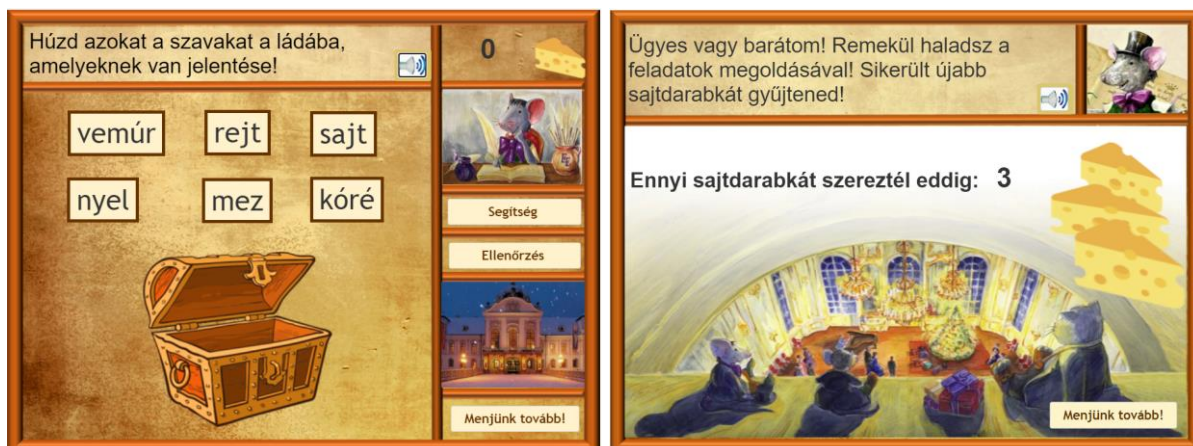 Húzd azokat a szavakat a ládába,
amelyeknek van jelentése!
0
vemúr rejt sajt
nyel mez kóré
Segítség
Ellenőrzés
Menjünk tovább!
Ügyes vagy barátom! Remekül haladsz a
feladatok megoldásával! Sikerült újabb
sajtdarabkát gyűjtened!
Ennyi sajtdarabkát szereztél eddig: 3
Menjünk tovább!